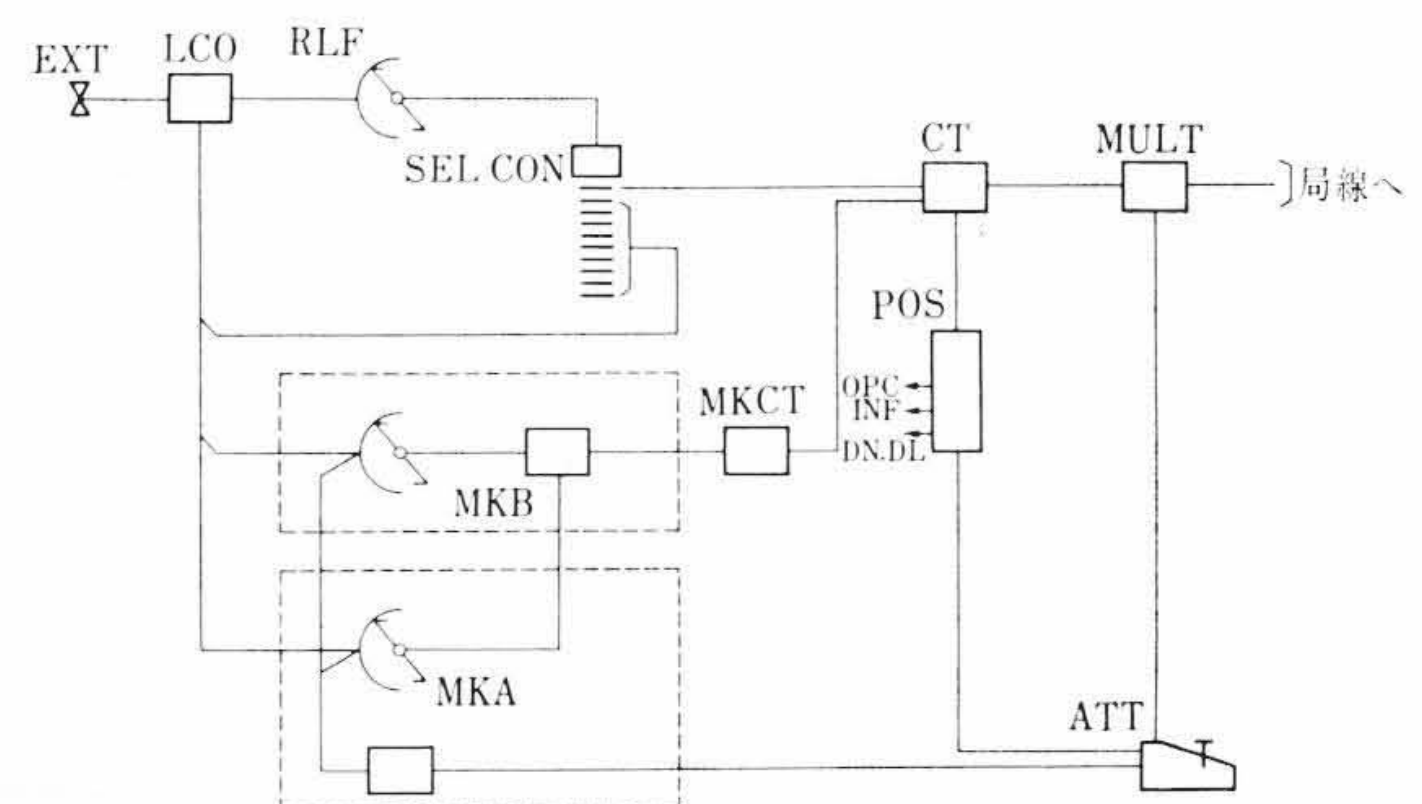 EXT
LCO
RLF
SEL CON
CT
MULT
局線へ
POS
OPC
INF
DN.DL
MKCT
MKB
MKA
ATT